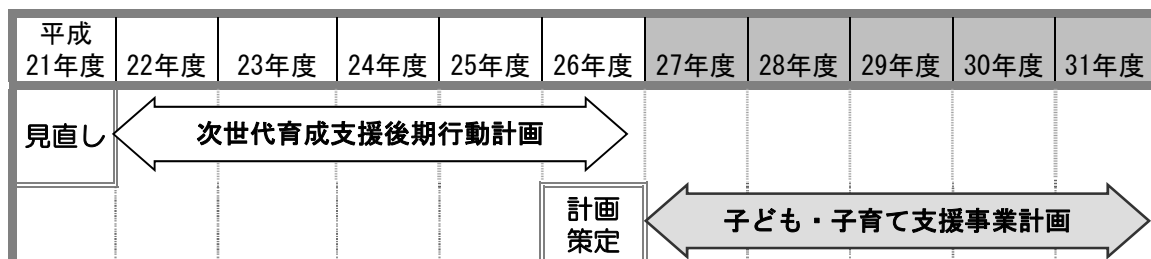 平成
21年度 22年度 23年度 24年度 25年度 26年度 27年度 28年度 29年度 30年度 31年度
見直し 次世代育成支援後期行動計画
計画
策定
子ども・子育て支援事業計画